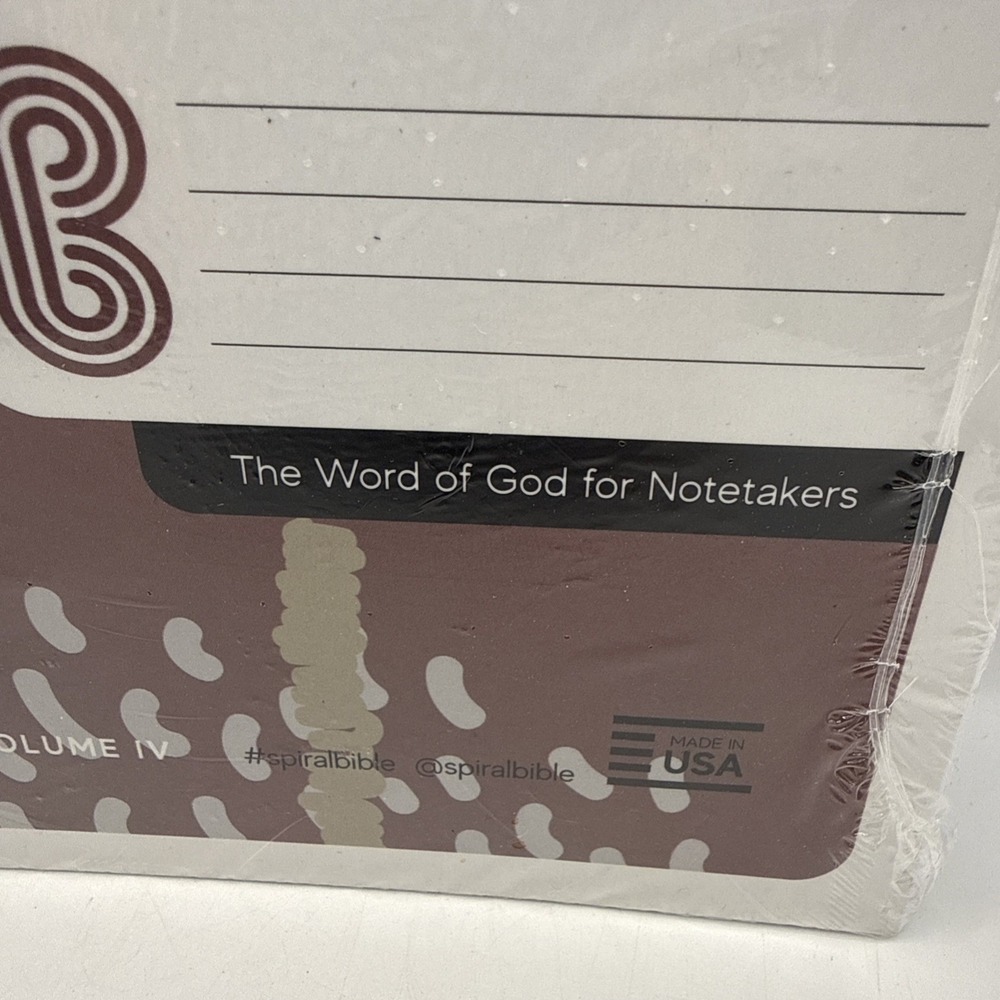 B
The Word of God for Notetakers
OLUME IV
#spiralbible @spiralbible
MADE IN
USA